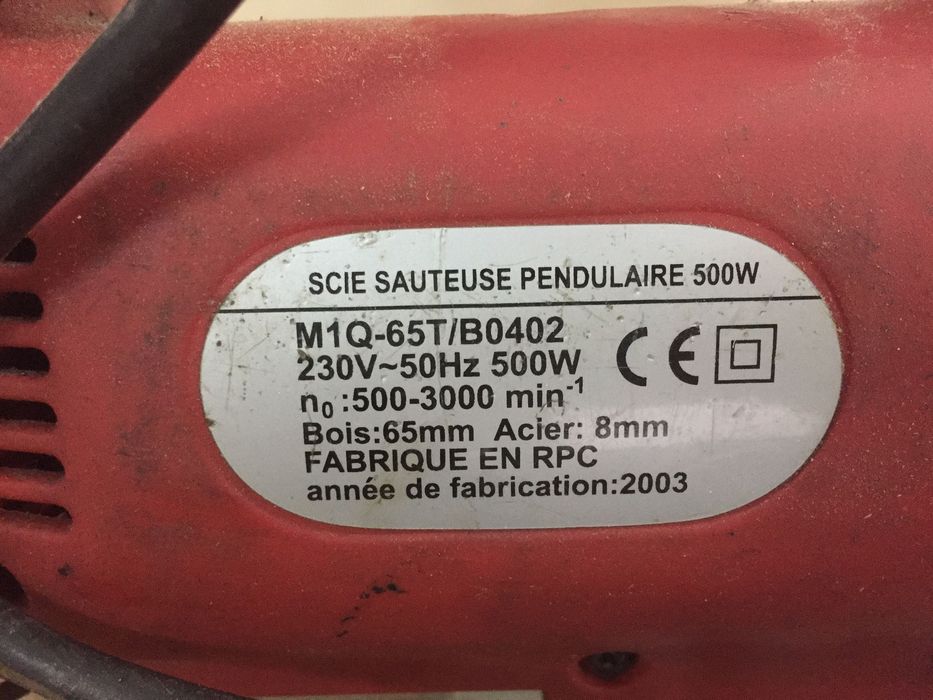 SCIE SAUTEUSE PENDULAIRE 500W
M1Q-65T/B0402
230V~50Hz 500W
n₀ :500-3000 min⁻¹
CE
Bois:65mm Acier: 8mm
FABRIQUE EN RPC
année de fabrication:2003